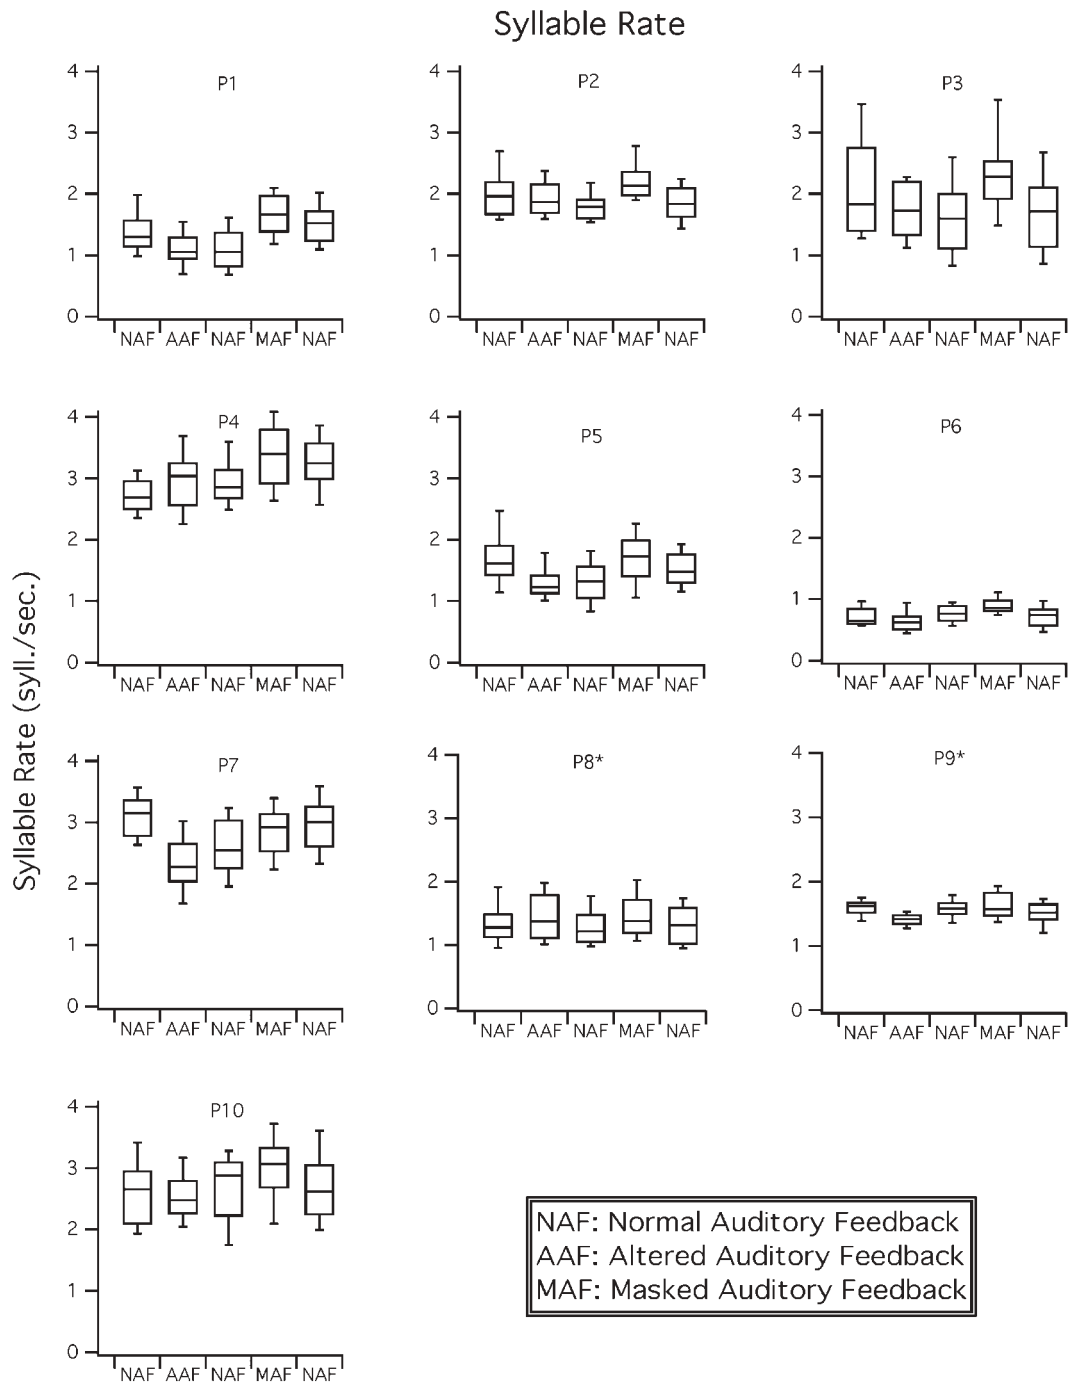 Syllable Rate
P1
4
3
2
1
0
NAF AAF NAF MAF NAF
P2
4
3
2
1
0
NAF AAF NAF MAF NAF
P3
4
3
2
1
0
NAF AAF NAF MAF NAF
P4
4
3
2
1
0
NAF AAF NAF MAF NAF
P5
4
3
2
1
0
NAF AAF NAF MAF NAF
P6
4
3
2
1
0
NAF AAF NAF MAF NAF
Syllable Rate (syll./sec.)
P7
4
3
2
1
0
NAF AAF NAF MAF NAF
P8*
4
3
2
1
0
NAF AAF NAF MAF NAF
P9*
4
3
2
1
0
NAF AAF NAF MAF NAF
P10
4
3
2
1
0
NAF AAF NAF MAF NAF
NAF: Normal Auditory Feedback
AAF: Altered Auditory Feedback
MAF: Masked Auditory Feedback